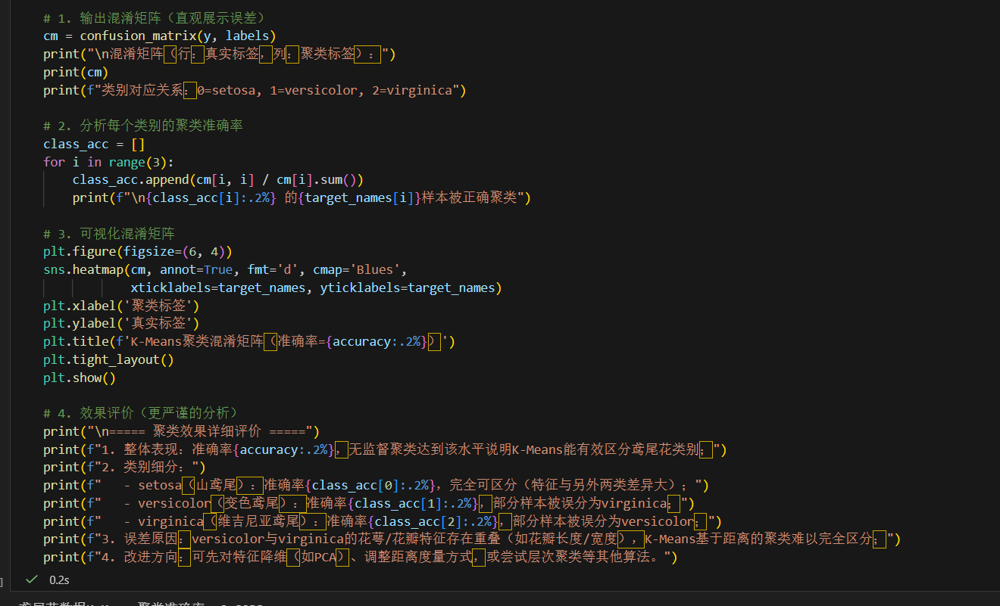 # 1. 输出混淆矩阵（直观展示误差）
cm = confusion_matrix(y, labels)
print("\n混淆矩阵（行：真实标签，列：聚类标签）：")
print(cm)
print(f"类别对应关系：0=setosa, 1=versicolor, 2=virginica")
# 2. 分析每个类别的聚类准确率
class_acc = []
for i in range(3):
    class_acc.append(cm[i, i] / cm[i].sum())
    print(f"\n{class_acc[i]:.2%} 的{target_names[i]}样本被正确聚类")
# 3. 可视化混淆矩阵
plt.figure(figsize=(6, 4))
sns.heatmap(cm, annot=True, fmt='d', cmap='Blues',
            xticklabels=target_names, yticklabels=target_names)
plt.xlabel('聚类标签')
plt.ylabel('真实标签')
plt.title(f'K-Means聚类混淆矩阵（准确率={accuracy:.2%}）')
plt.tight_layout()
plt.show()
# 4. 效果评价（更严谨的分析）
print("\n===== 聚类效果详细评价 =====")
print(f"1. 整体表现：准确率{accuracy:.2%}，无监督聚类达到该水平说明K-Means能有效区分鸢尾花类别；")
print(f"2. 类别细分：")
print(f"   - setosa（山鸢尾）：准确率{class_acc[0]:.2%}，完全可区分（特征与另外两类差异大）；")
print(f"   - versicolor（变色鸢尾）：准确率{class_acc[1]:.2%}，部分样本被误分为virginica；")
print(f"   - virginica（维吉尼亚鸢尾）：准确率{class_acc[2]:.2%}，部分样本被误分为versicolor；")
print(f"3. 误差原因：versicolor与virginica的花萼/花瓣特征存在重叠（如花瓣长度/宽度），K-Means基于距离的聚类难以完全区分；")
print(f"4. 改进方向：可先对特征降维（如PCA）、调整距离度量方式，或尝试层次聚类等其他算法。")
0.2s